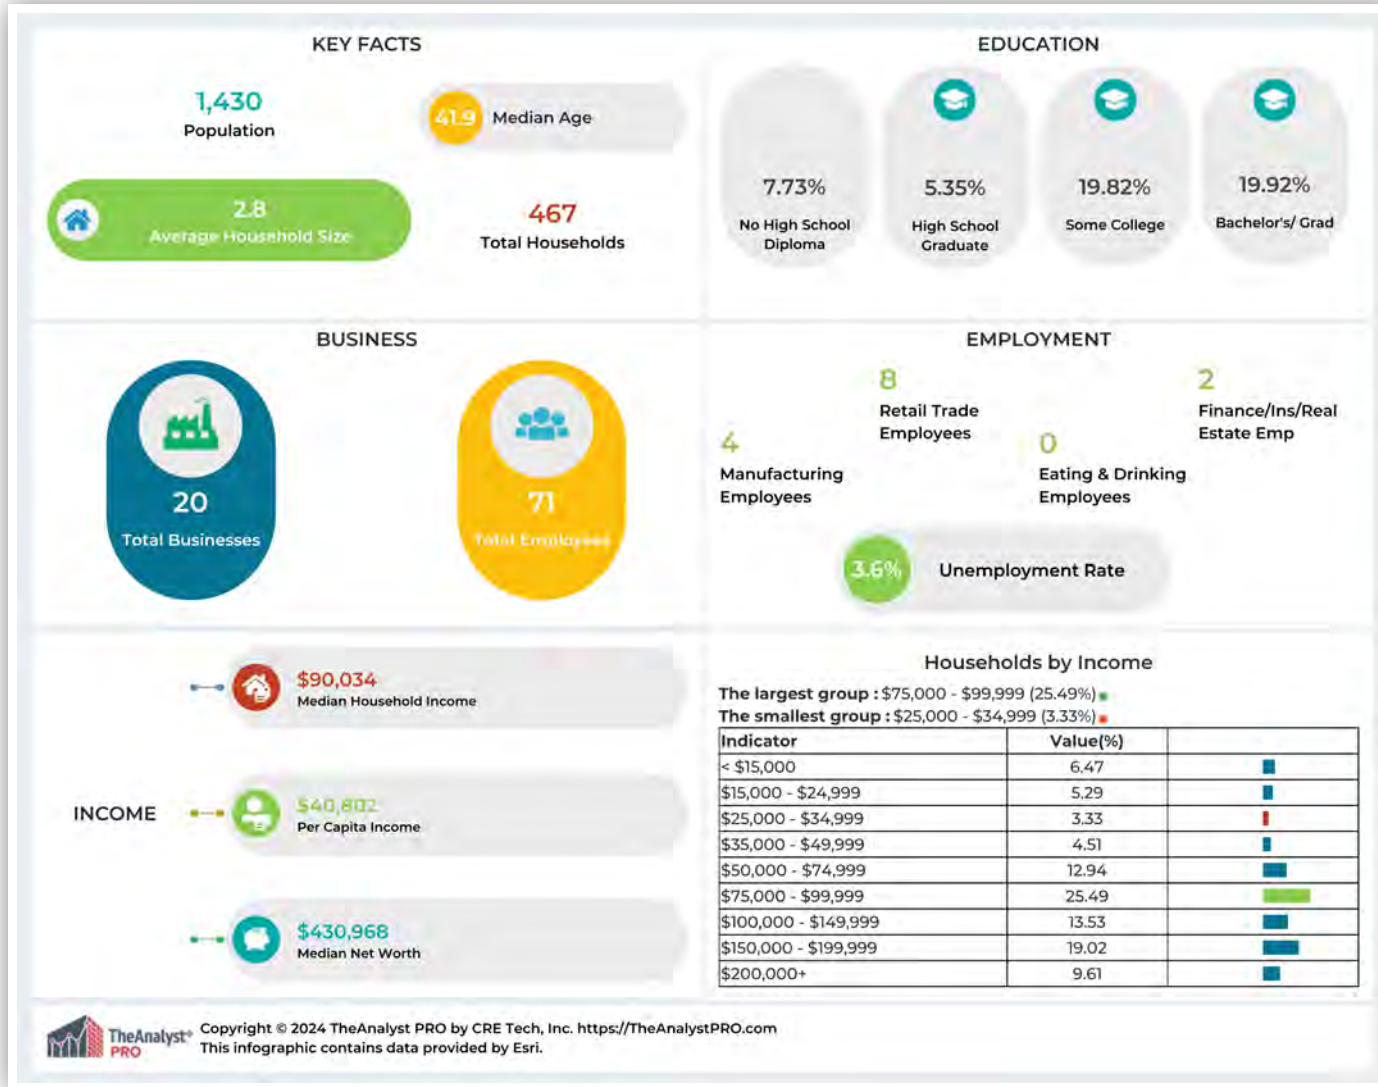 KEY FACTS
1,430
Population
41.9 Median Age
2.8
Average Household Size
467
Total Households
EDUCATION
7.73%
No High School
Diploma
5.35%
High School
Graduate
19.82%
Some College
19.92%
Bachelor's/ Grad
BUSINESS
20
Total Businesses
71
Total Employees
EMPLOYMENT
4
Manufacturing
Employees
8
Retail Trade
Employees
0
Eating & Drinking
Employees
2
Finance/Ins/Real
Estate Emp
3.6% Unemployment Rate
INCOME
$90,034
Median Household Income
$40,802
Per Capita Income
$430,968
Median Net Worth
Households by Income
The largest group : $75,000 - $99,999 (25.49%)
The smallest group : $25,000 - $34,999 (3.33%)
Indicator Value(%)
< $15,000 6.47
$15,000 - $24,999 5.29
$25,000 - $34,999 3.33
$35,000 - $49,999 4.51
$50,000 - $74,999 12.94
$75,000 - $99,999 25.49
$100,000 - $149,999 13.53
$150,000 - $199,999 19.02
$200,000+ 9.61
TheAnalyst®
PRO
Copyright © 2024 TheAnalyst PRO by CRE Tech, Inc. https://TheAnalystPRO.com
This infographic contains data provided by Esri.